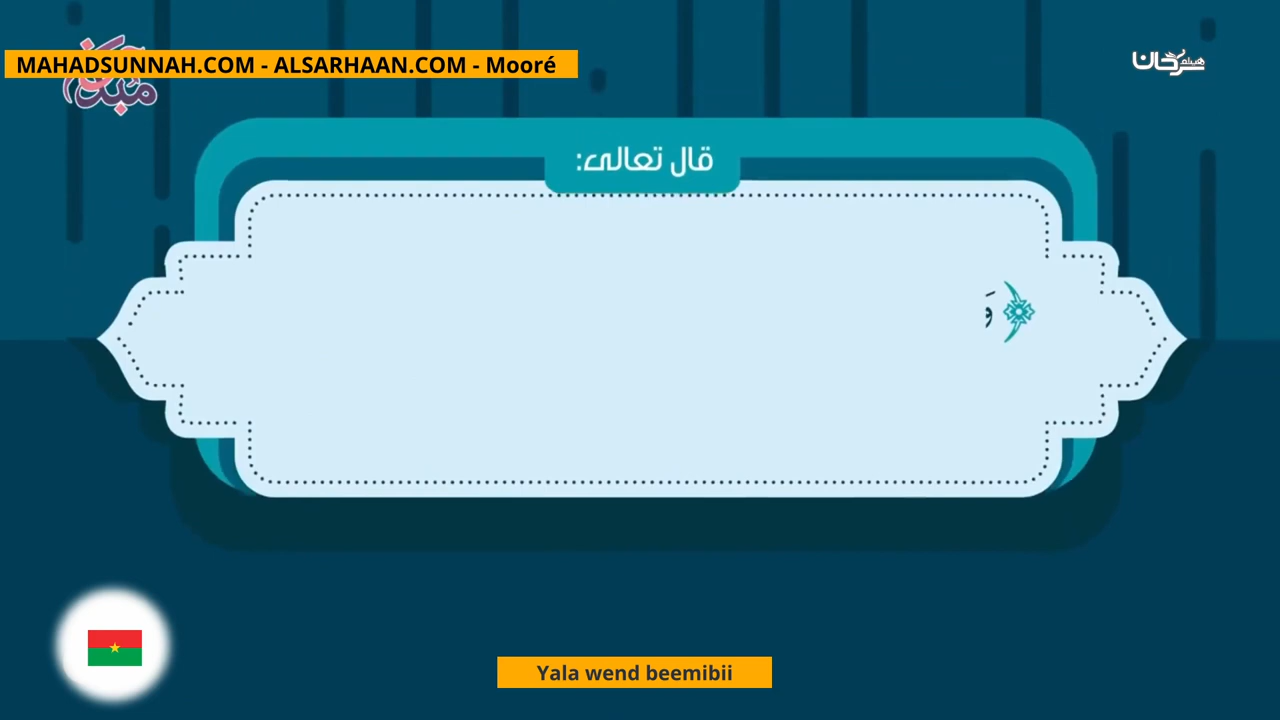 MAHADSUNNAH.COM - ALSARHAAN.COM - Mooré
قال تعالى:
Yala wend beemibii